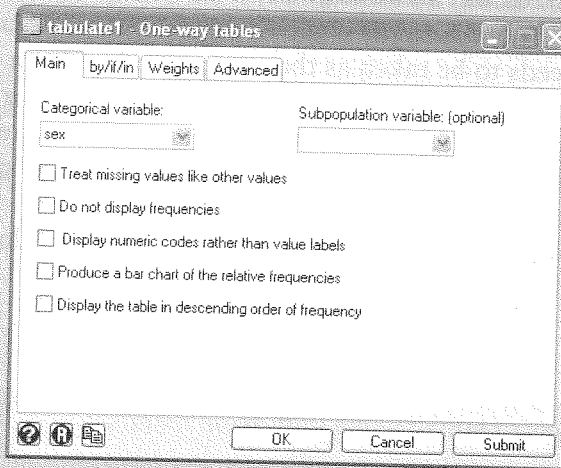 tabulate1 - One-way tables
Main by/if/in Weights Advanced
Categorical variable:
Subpopulation variable: (optional)
sex
Treat missing values like other values
Do not display frequencies
Display numeric codes rather than value labels
Produce a bar chart of the relative frequencies
Display the table in descending order of frequency
? R
OK Cancel Submit